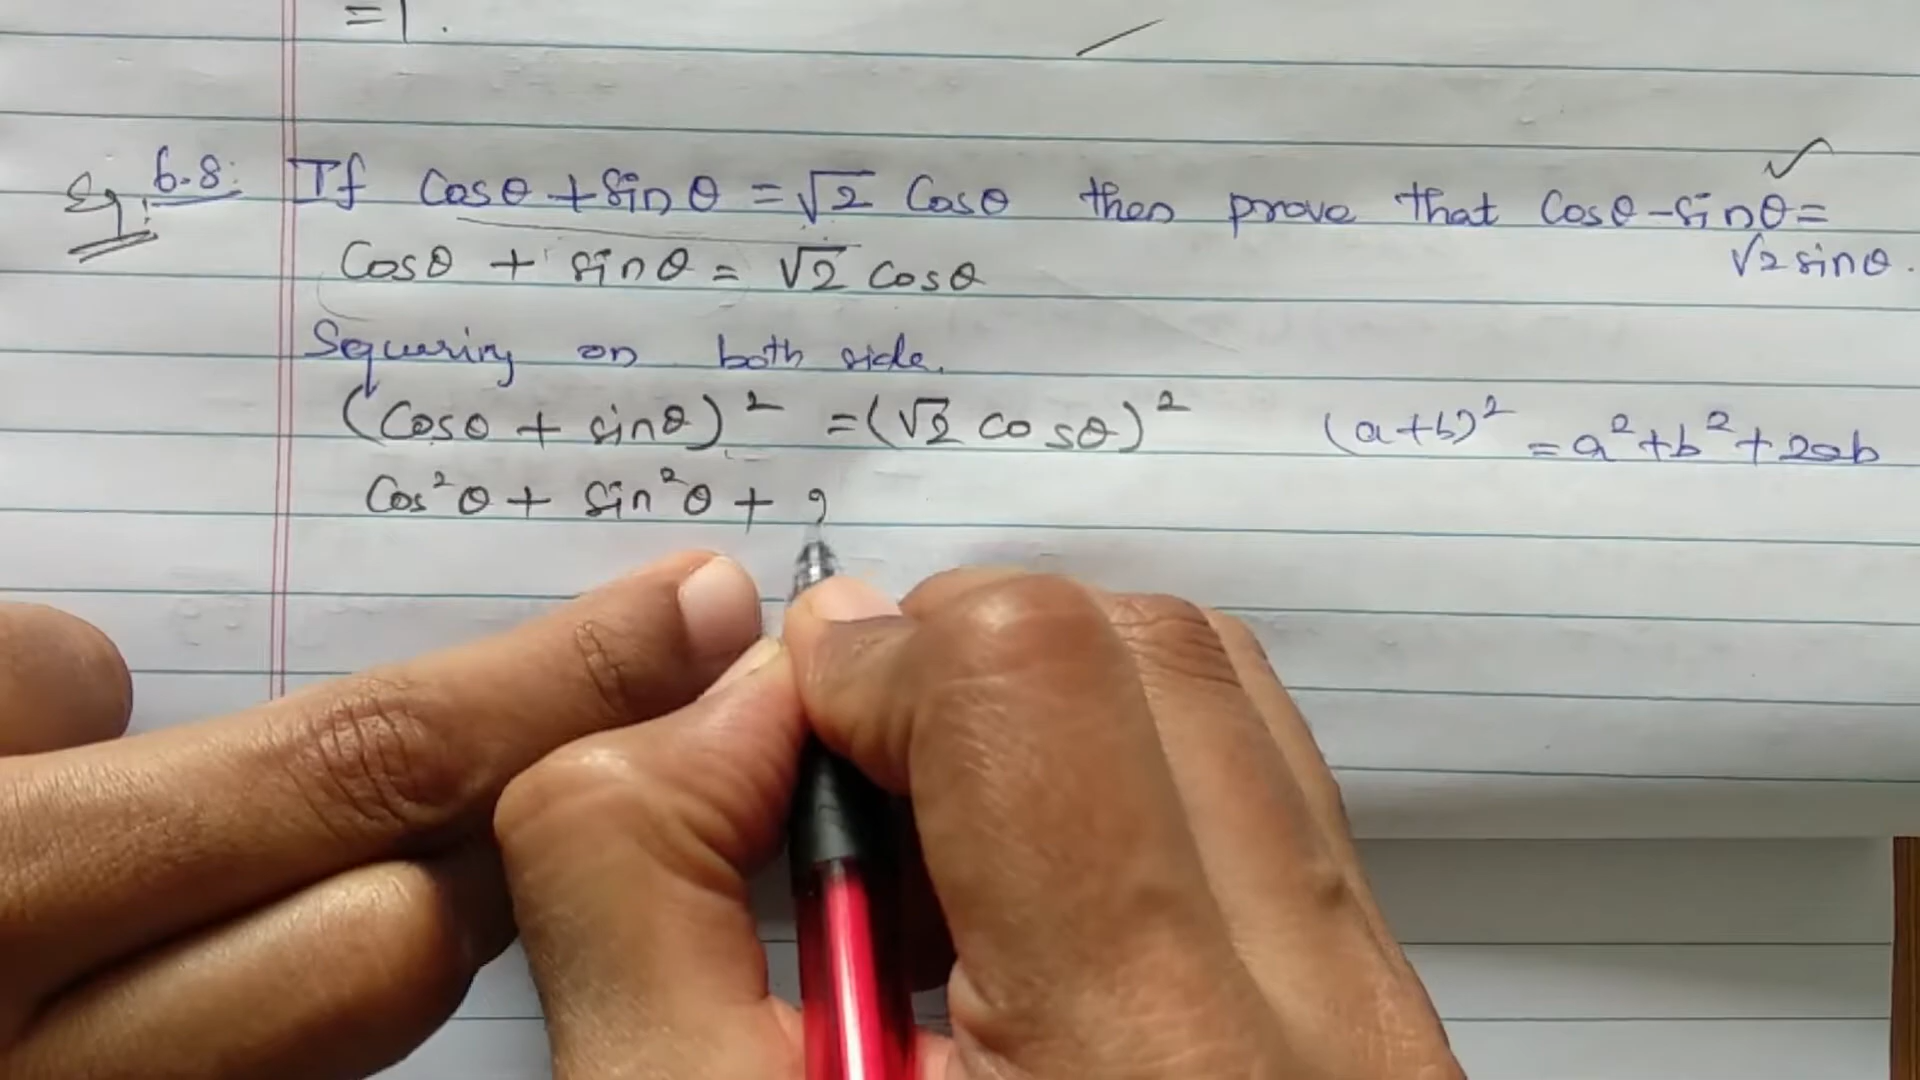 =1.
Eg: 6.8: If Cosθ + Sinθ = √2 Cosθ then prove that Cosθ - Sinθ =
√2 sinθ.
Cosθ + sinθ = √2 cosθ
Squaring on both side.
(Cosθ + sinθ)² = (√2 cosθ)² (a+b)² = a²+b²+2ab
Cos²θ + Sin²θ + 2